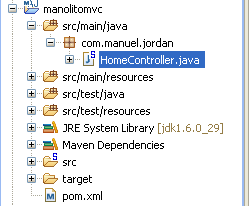 manolitomvc
src/main/java
com.manuel.jordan
HomeController.java
src/main/resources
src/test/java
src/test/resources
JRE System Library [jdk1.6.0_29]
Maven Dependencies
src
target
pom.xml